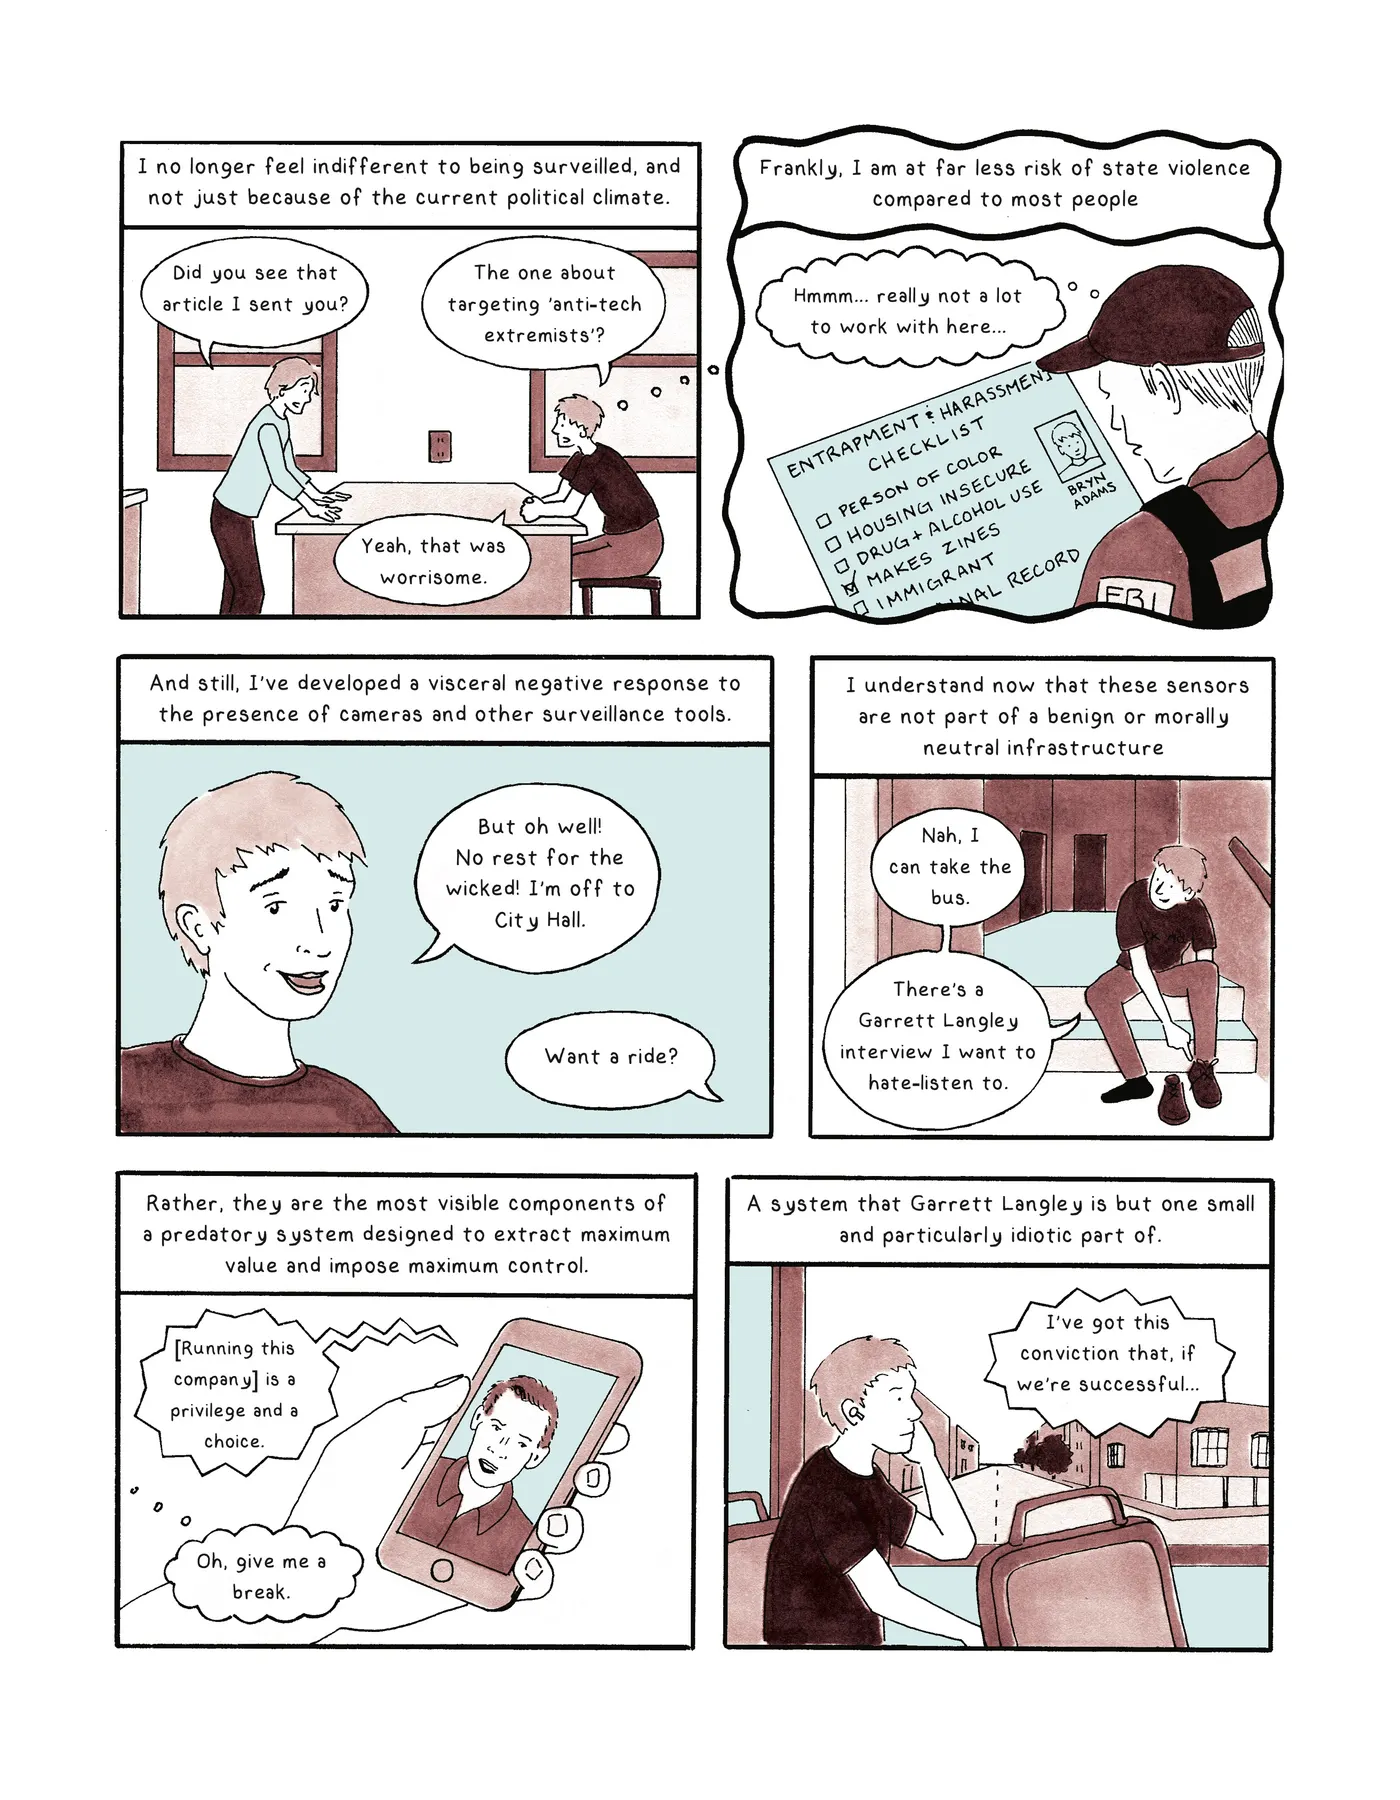 I no longer feel indifferent to being surveilled, and
not just because of the current political climate.
Did you see that
article I sent you?
The one about
targeting 'anti-tech
extremists'?
Yeah, that was
worrisome.
Frankly, I am at far less risk of state violence
compared to most people
Hmmm... really not a lot
to work with here...
ENTRAPMENT & HARASSMENT
CHECKLIST
PERSON OF COLOR
HOUSING INSECURE
DRUG + ALCOHOL USE
MAKES ZINES
IMMIGRANT
RECORD
BRYN
ADAMS
FBI
And still, I've developed a visceral negative response to
the presence of cameras and other surveillance tools.
But oh well!
No rest for the
wicked! I'm off to
City Hall.
Want a ride?
I understand now that these sensors
are not part of a benign or morally
neutral infrastructure
Nah, I
can take the
bus.
There's a
Garrett Langley
interview I want to
hate-listen to.
Rather, they are the most visible components of
a predatory system designed to extract maximum
value and impose maximum control.
[Running this
company] is a
privilege and a
choice.
Oh, give me a
break.
A system that Garrett Langley is but one small
and particularly idiotic part of.
I've got this
conviction that, if
we're successful...